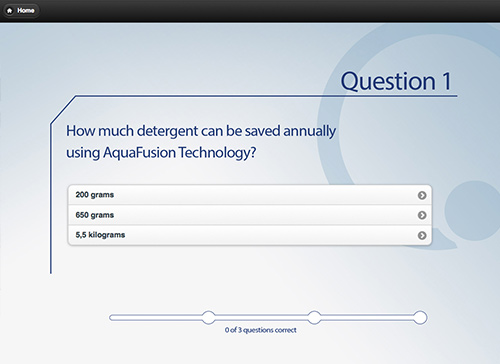 Home
Question 1
How much detergent can be saved annually
using AquaFusion Technology?
200 grams
650 grams
5,5 kilograms
0 of 3 questions correct